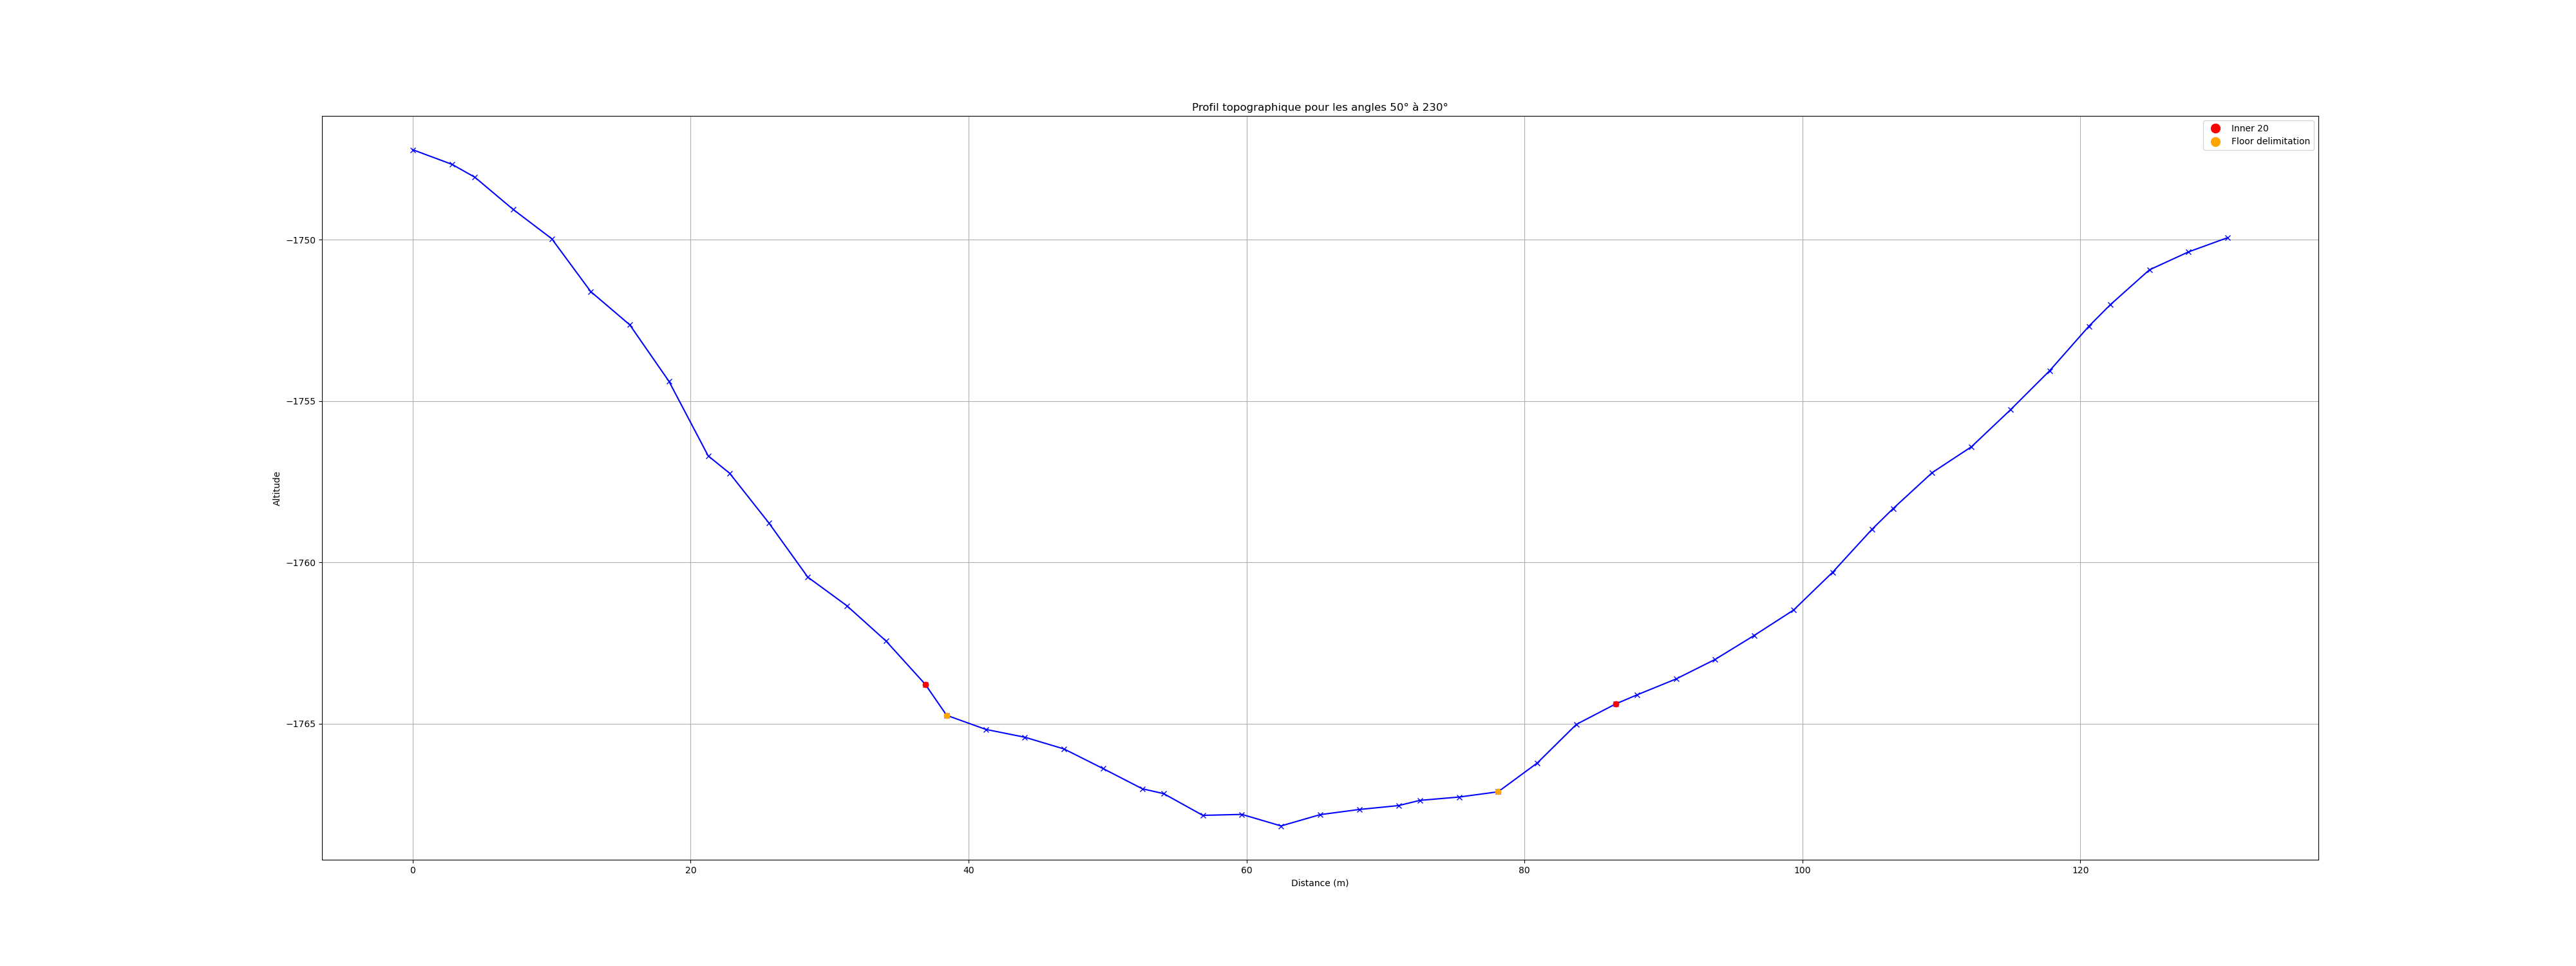 Profil topographique pour les angles 50° à 230°
Inner 20
Floor delimitation
−1750
−1755
−1760
−1765
Altitude
0
20
40
60
80
100
120
Distance (m)